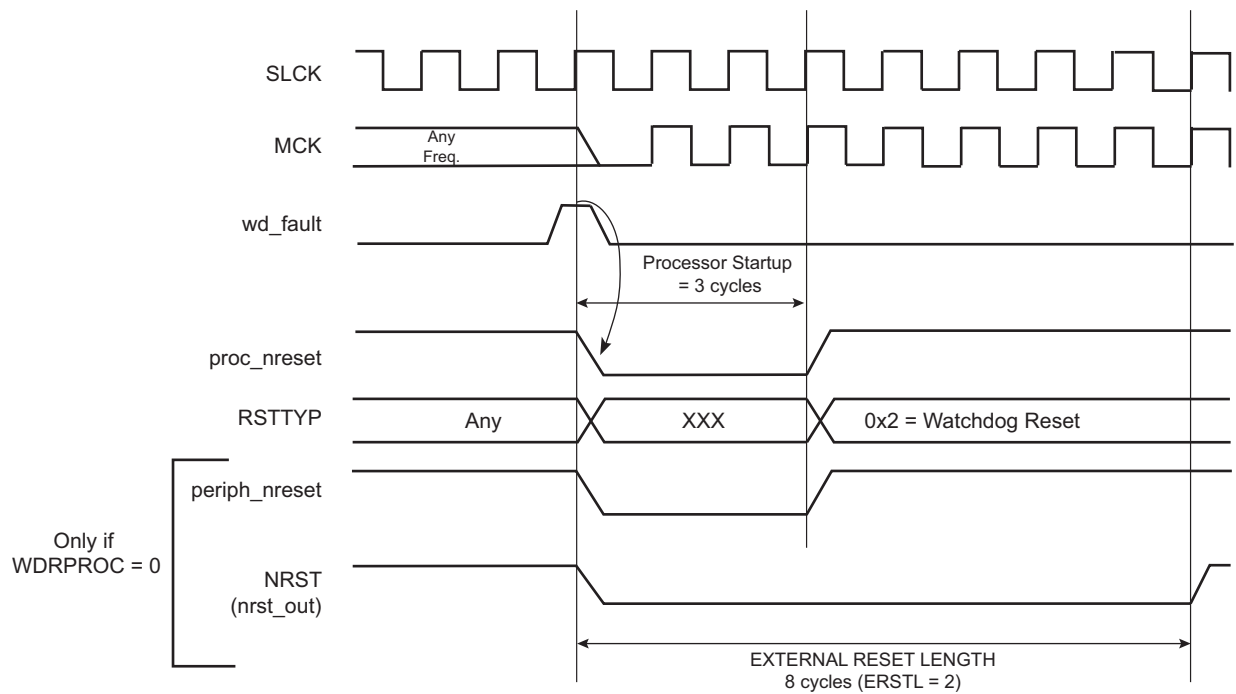 SLCK
MCK
Any
Freq.
wd_fault
Processor Startup
= 3 cycles
proc_nreset
RSTTYP
Any
XXX
0x2 = Watchdog Reset
periph_nreset
Only if
WDRPROC = 0
NRST
(nrst_out)
EXTERNAL RESET LENGTH
8 cycles (ERSTL = 2)